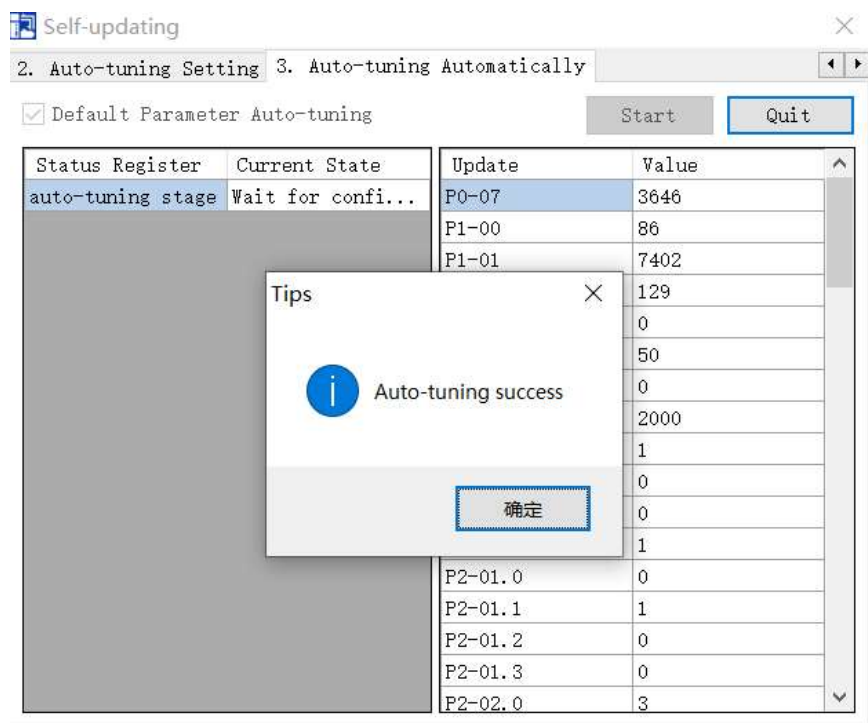 Self-updating
2. Auto-tuning Setting 3. Auto-tuning Automatically
Default Parameter Auto-tuning Start Quit
Status Register Current State Update Value
auto-tuning stage Wait for confi... P0-07 3646
P1-00 86
P1-01 7402
Tips 129
0
50
Auto-tuning success 0
2000
1
0
确定 0
1
P2-01.0 0
P2-01.1 1
P2-01.2 0
P2-01.3 0
P2-02.0 3